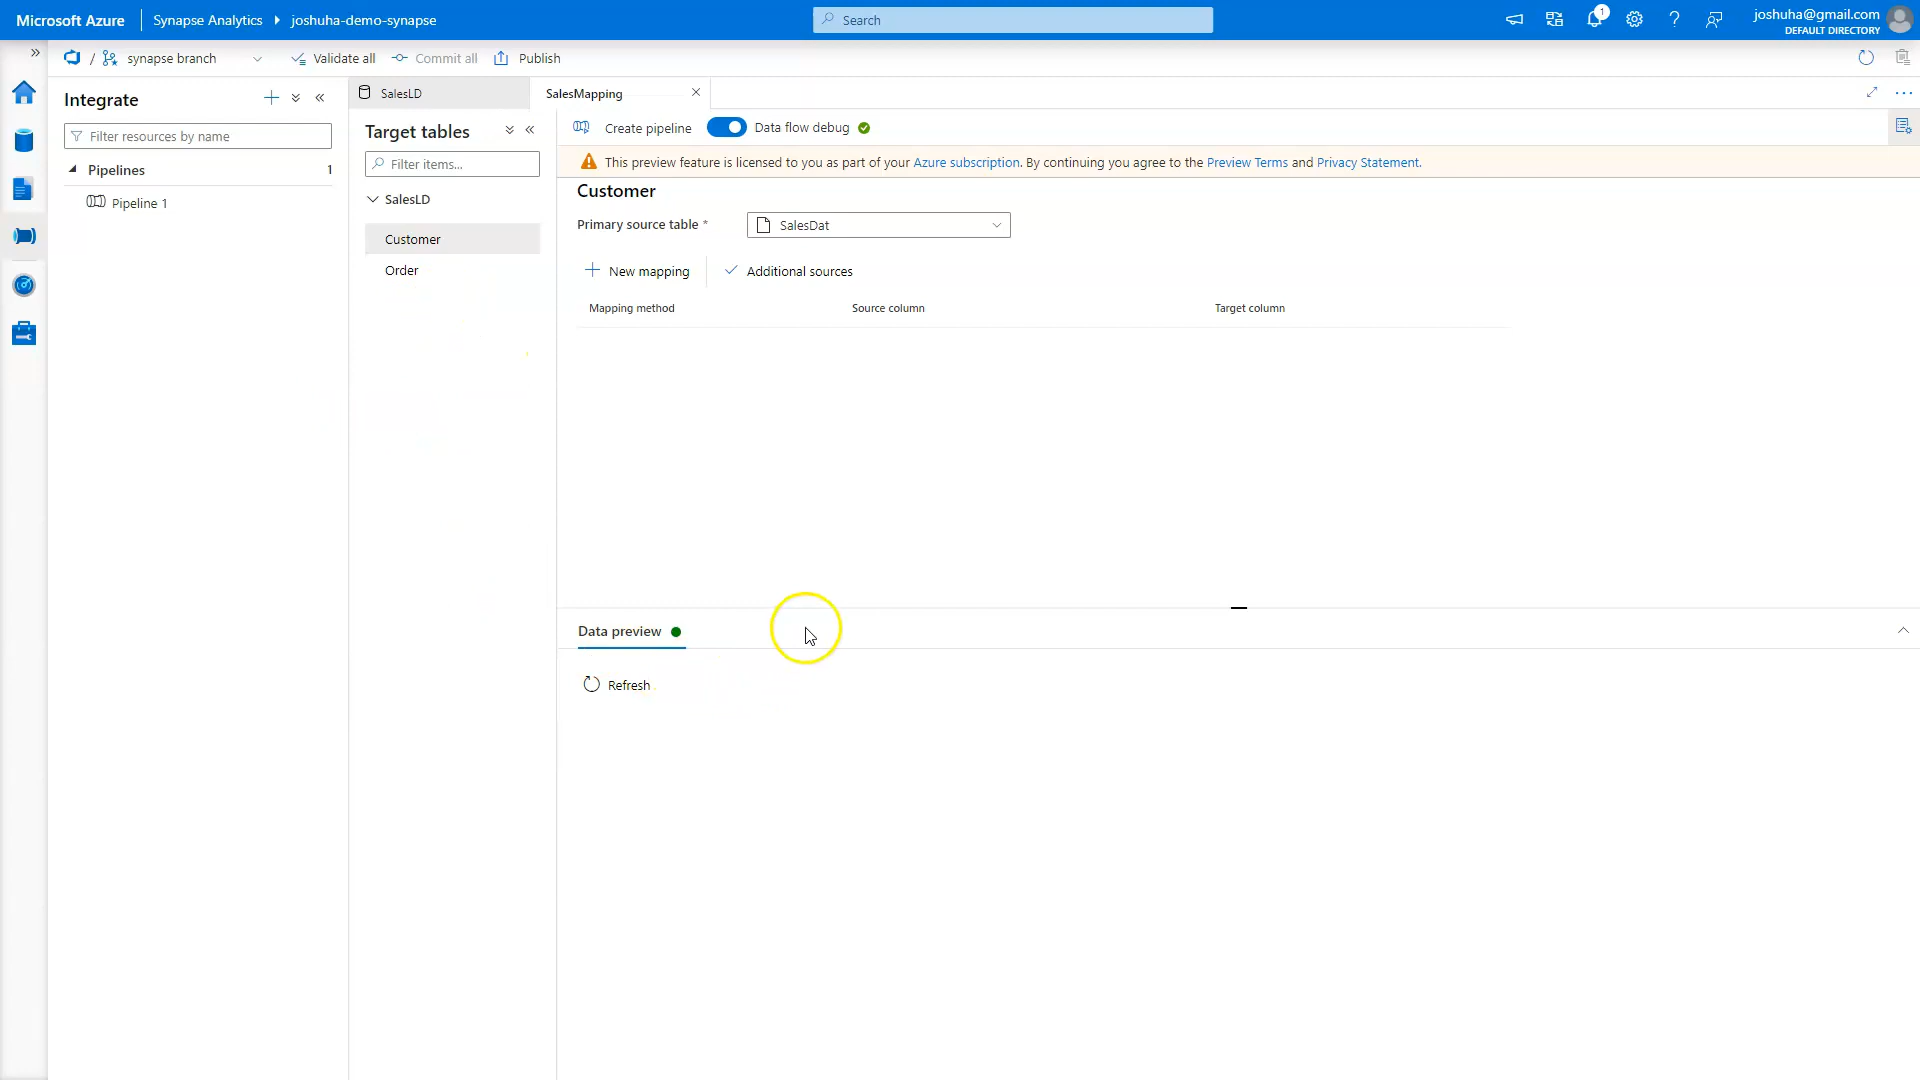 Microsoft Azure
Synapse Analytics
joshuha-demo-synapse
Search
1
?
joshuha@gmail.com
DEFAULT DIRECTORY
/
synapse branch
Validate all
Commit all
Publish
Integrate
Filter resources by name
Pipelines
1
Pipeline 1
SalesLD
SalesMapping
Target tables
Filter items...
SalesLD
Customer
Order
Create pipeline
Data flow debug
This preview feature is licensed to you as part of your Azure subscription. By continuing you agree to the Preview Terms and Privacy Statement.
Customer
Primary source table *
SalesDat
New mapping
Additional sources
Mapping method
Source column
Target column
Data preview
Refresh